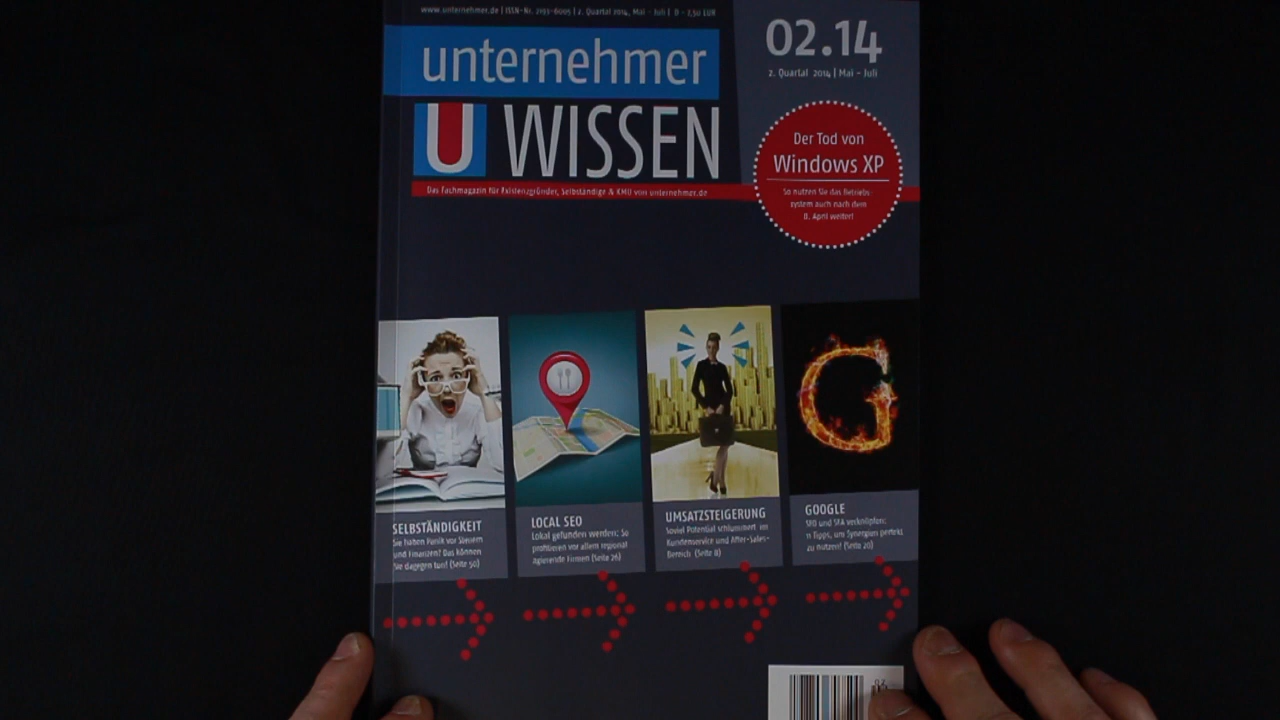 www.unternehmer.de | ISSN-Nr. 2193-6005 | 2. Quartal 2014, Mai - Juli | D - 7,50 EUR
02.14
2. Quartal 2014 | Mai - Juli
unternehmer
U WISSEN
Das Fachmagazin für Existenzgründer, Selbständige & KMU von unternehmer.de
Der Tod von
Windows XP
So nutzen Sie das Betriebs-
system auch nach dem
8. April weiter!
SELBSTÄNDIGKEIT
Sie haben Panik vor Steuern
und Finanzen? Das können
Sie dagegen tun! (Seite 50)
LOCAL SEO
Lokal gefunden werden: So
profitieren vor allem regional
agierende Firmen (Seite 26)
UMSATZSTEIGERUNG
Soviel Potential schlummert im
Kundenservice und After-Sales-
Bereich (Seite 8)
GOOGLE
SEO und SEA verknüpfen:
11 Tipps, um Synergien perfekt
zu nutzen! (Seite 20)